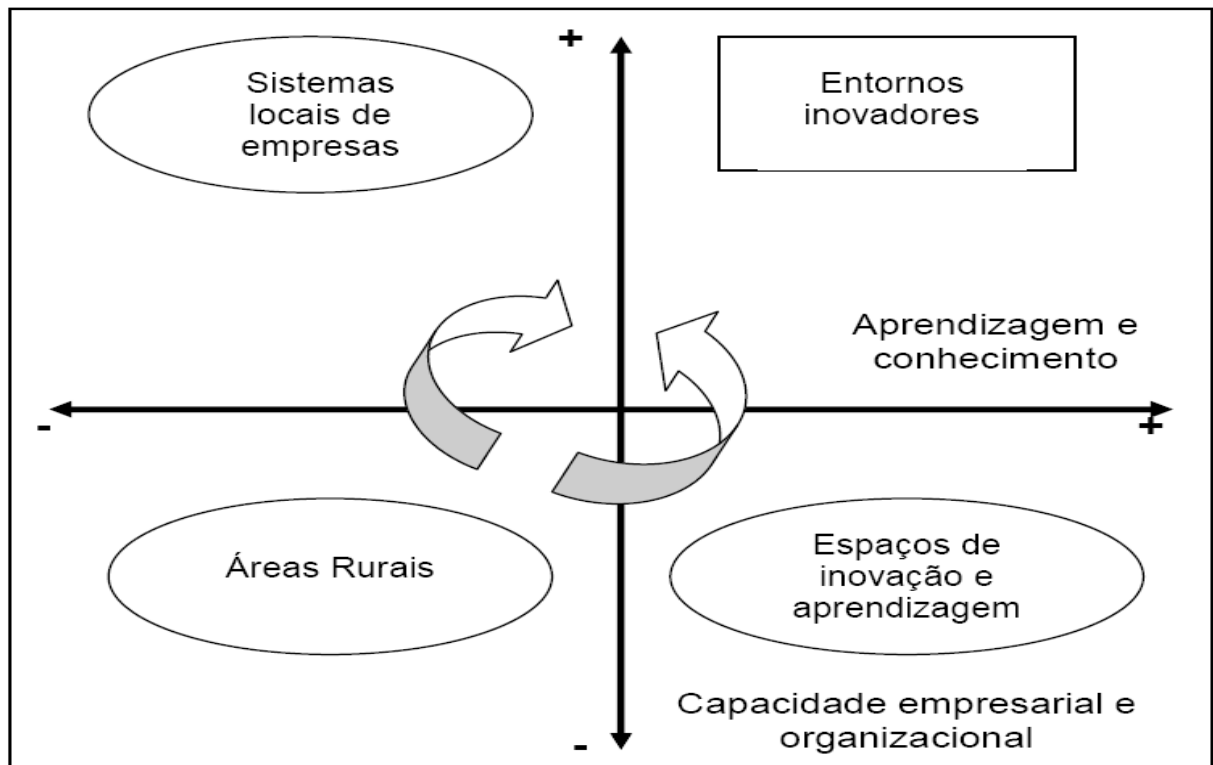 +
Sistemas
locais de
empresas
Entornos
inovadores
Aprendizagem e
conhecimento
-
+
Áreas Rurais
Espaços de
inovação e
aprendizagem
Capacidade empresarial e
organizacional
-